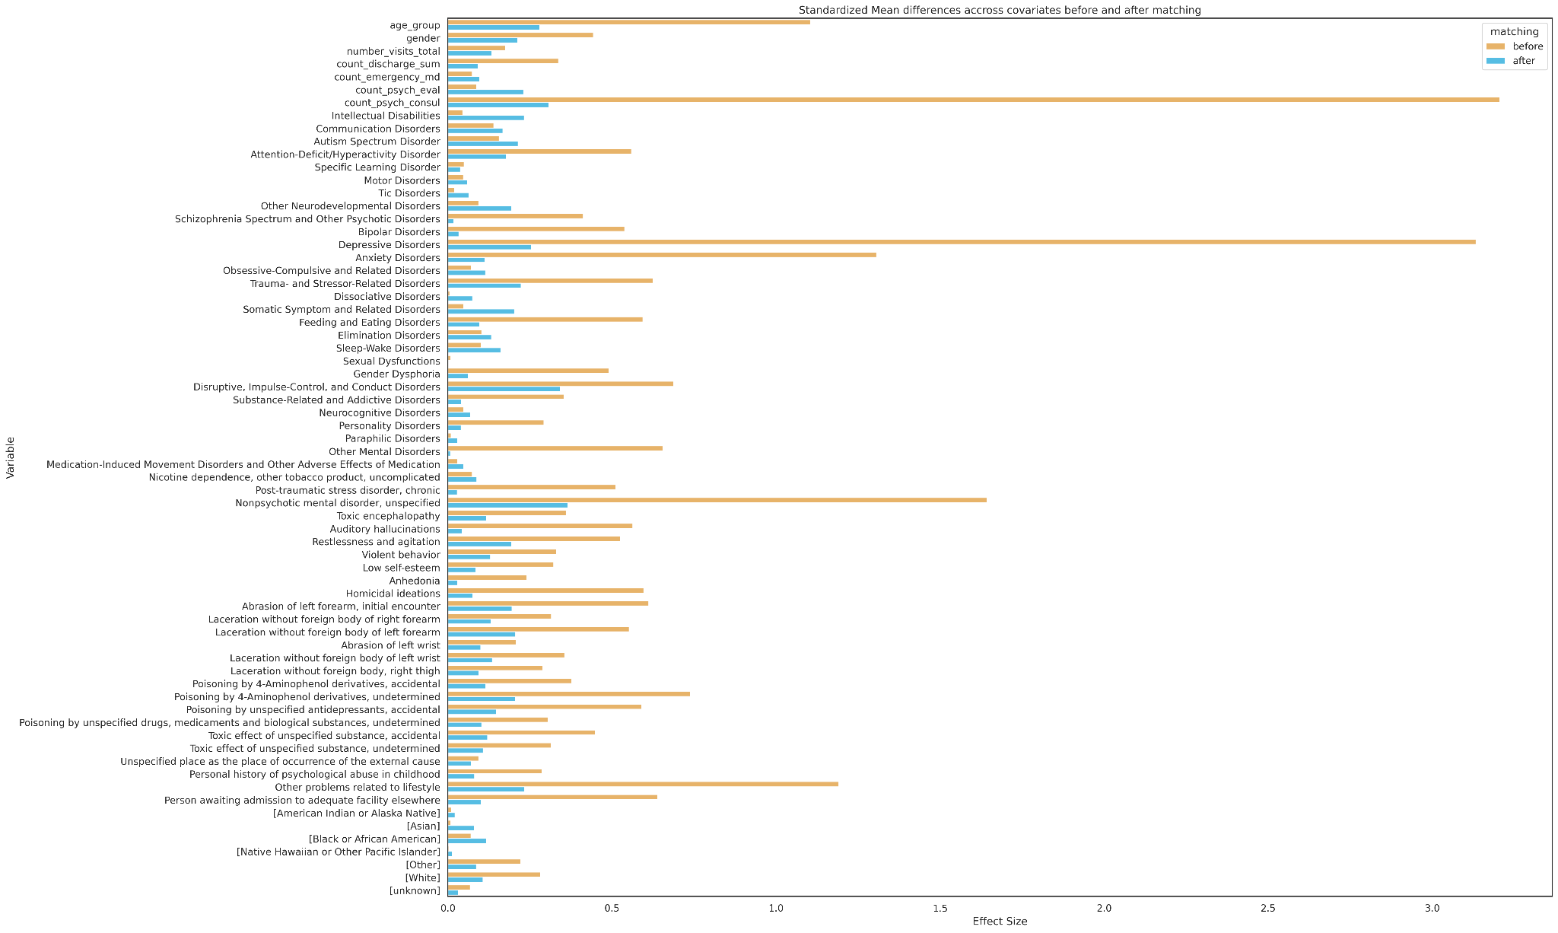 Standardized Mean differences accross covariates before and after matching
matching
before
after
age_group
gender
number_visits_total
count_discharge_sum
count_emergency_md
count_psych_eval
count_psych_consul
Intellectual Disabilities
Communication Disorders
Autism Spectrum Disorder
Attention-Deficit/Hyperactivity Disorder
Specific Learning Disorder
Motor Disorders
Tic Disorders
Other Neurodevelopmental Disorders
Schizophrenia Spectrum and Other Psychotic Disorders
Bipolar Disorders
Depressive Disorders
Anxiety Disorders
Obsessive-Compulsive and Related Disorders
Trauma- and Stressor-Related Disorders
Dissociative Disorders
Somatic Symptom and Related Disorders
Feeding and Eating Disorders
Elimination Disorders
Sleep-Wake Disorders
Sexual Dysfunctions
Gender Dysphoria
Disruptive, Impulse-Control, and Conduct Disorders
Substance-Related and Addictive Disorders
Neurocognitive Disorders
Personality Disorders
Paraphilic Disorders
Other Mental Disorders
Medication-Induced Movement Disorders and Other Adverse Effects of Medication
Nicotine dependence, other tobacco product, uncomplicated
Post-traumatic stress disorder, chronic
Nonpsychotic mental disorder, unspecified
Toxic encephalopathy
Auditory hallucinations
Restlessness and agitation
Violent behavior
Low self-esteem
Anhedonia
Homicidal ideations
Abrasion of left forearm, initial encounter
Laceration without foreign body of right forearm
Laceration without foreign body of left forearm
Abrasion of left wrist
Laceration without foreign body of left wrist
Laceration without foreign body, right thigh
Poisoning by 4-Aminophenol derivatives, accidental
Poisoning by 4-Aminophenol derivatives, undetermined
Poisoning by unspecified antidepressants, accidental
Poisoning by unspecified drugs, medicaments and biological substances, undetermined
Toxic effect of unspecified substance, accidental
Toxic effect of unspecified substance, undetermined
Unspecified place as the place of occurrence of the external cause
Personal history of psychological abuse in childhood
Other problems related to lifestyle
Person awaiting admission to adequate facility elsewhere
[American Indian or Alaska Native]
[Asian]
[Black or African American]
[Native Hawaiian or Other Pacific Islander]
[Other]
[White]
[unknown]
Variable
0.0 0.5 1.0 1.5 2.0 2.5 3.0
Effect Size